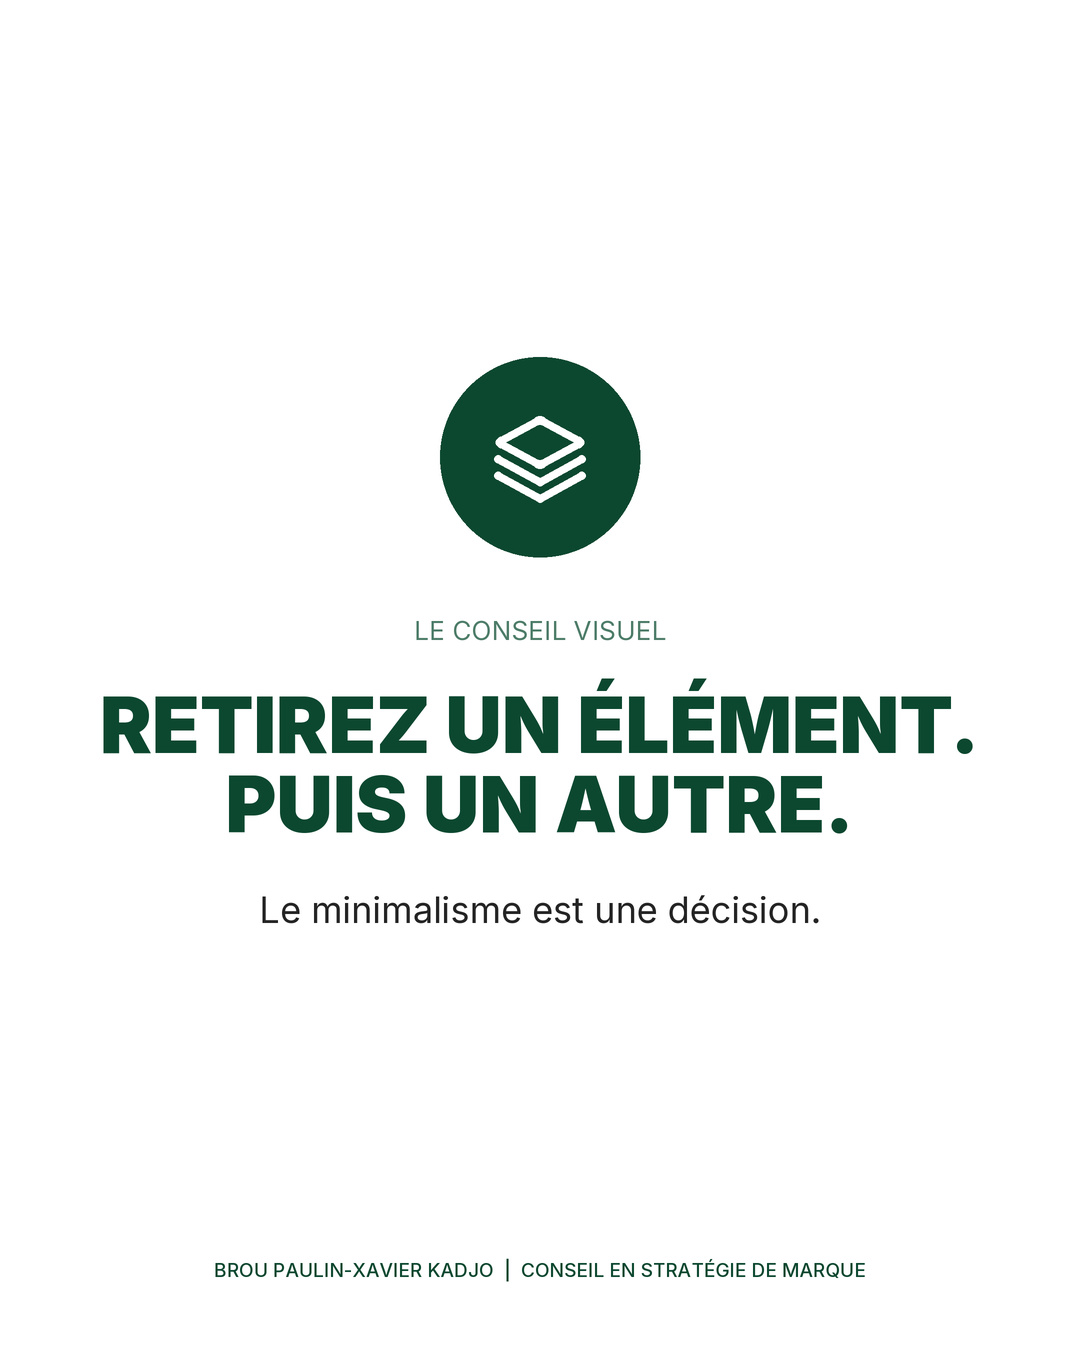 LE CONSEIL VISUEL
RETIREZ UN ÉLÉMENT.
PUIS UN AUTRE.
Le minimalisme est une décision.
BROU PAULIN-XAVIER KADJO | CONSEIL EN STRATÉGIE DE MARQUE